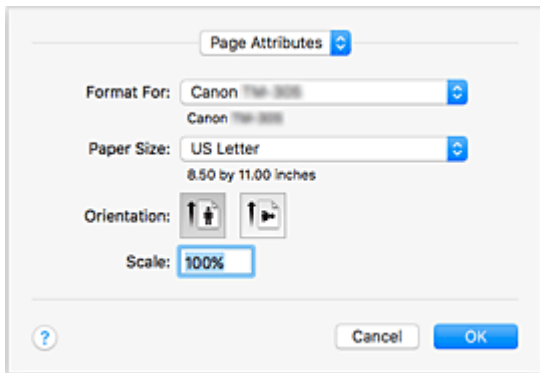 Page Attributes
Format For: Canon
Canon
Paper Size: US Letter
8.50 by 11.00 inches
Orientation:
Scale: 100%
? Cancel OK